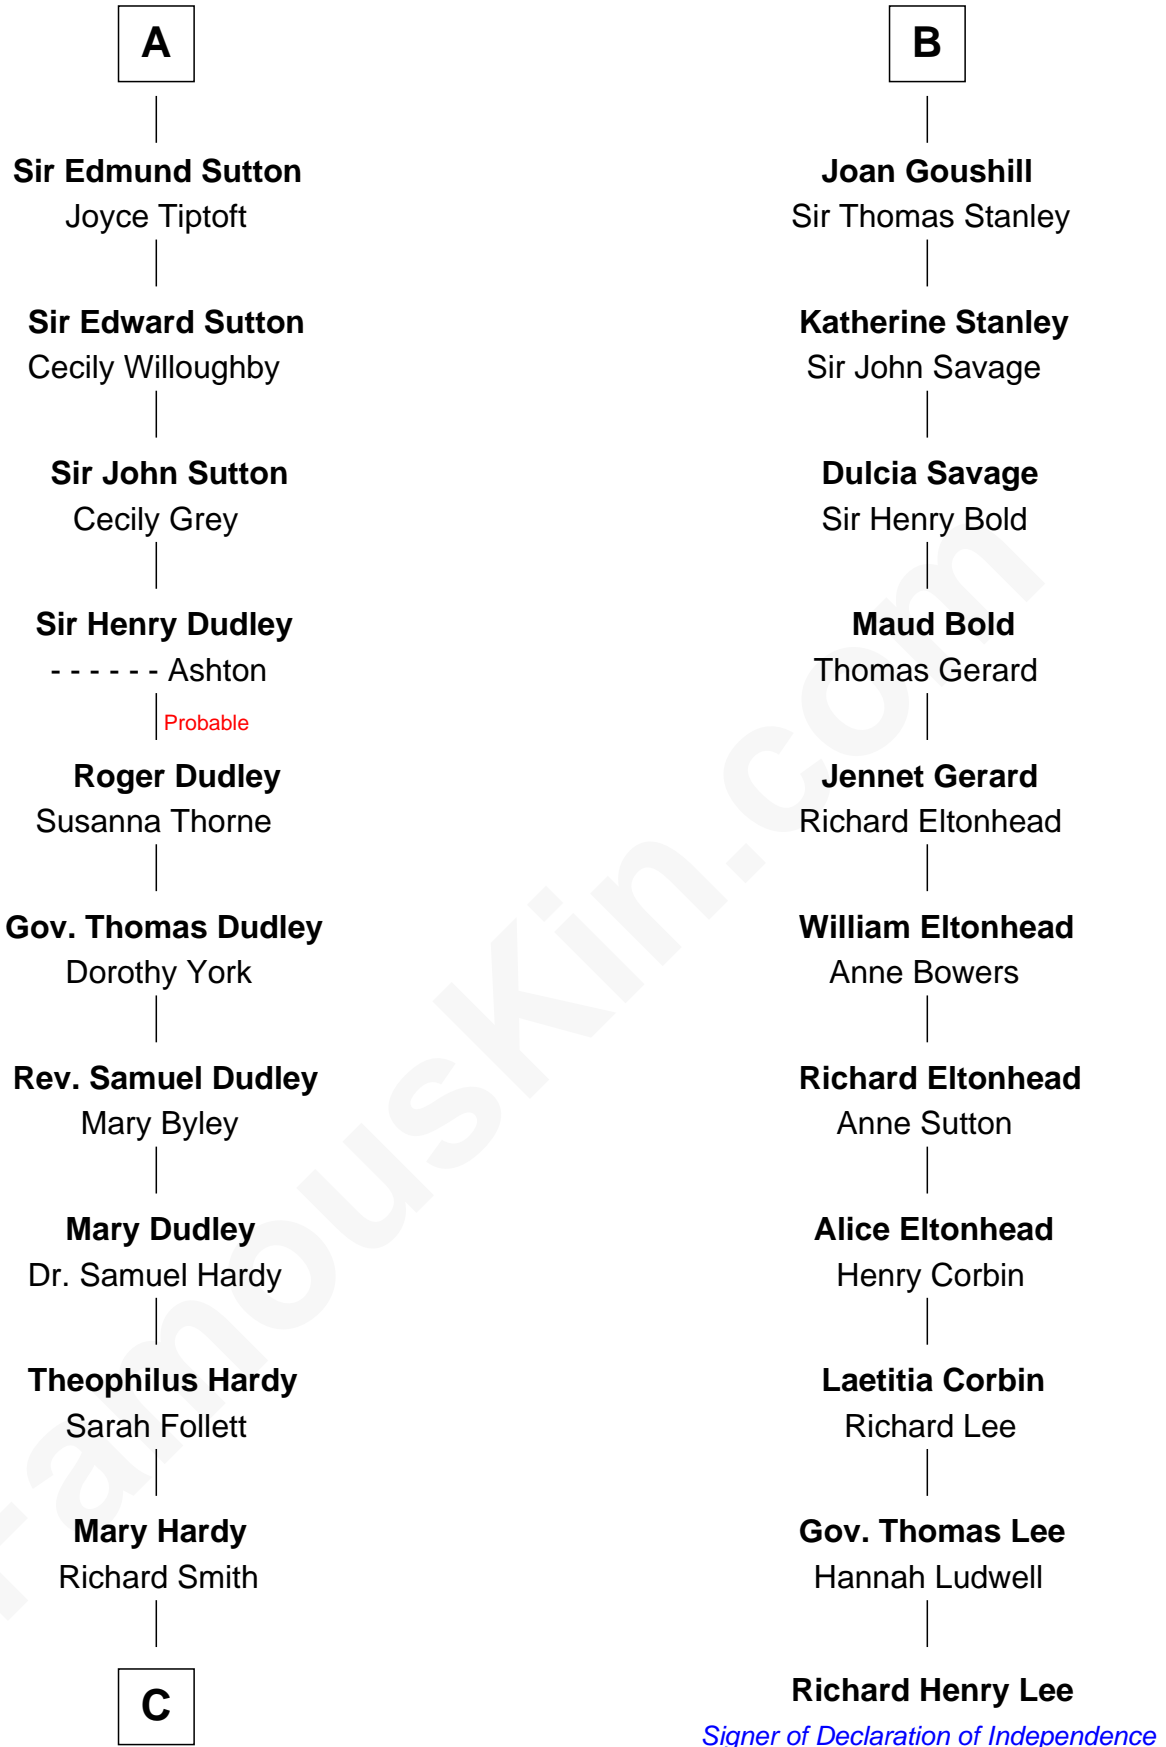 A
Sir Edmund Sutton
Joyce Tiptoft
Sir Edward Sutton
Cecily Willoughby
Sir John Sutton
Cecily Grey
Sir Henry Dudley
- - - - - - Ashton
Probable
Roger Dudley
Susanna Thorne
Gov. Thomas Dudley
Dorothy York
Rev. Samuel Dudley
Mary Byley
Mary Dudley
Dr. Samuel Hardy
Theophilus Hardy
Sarah Follett
Mary Hardy
Richard Smith
C
B
Joan Goushill
Sir Thomas Stanley
Katherine Stanley
Sir John Savage
Dulcia Savage
Sir Henry Bold
Maud Bold
Thomas Gerard
Jennet Gerard
Richard Eltonhead
William Eltonhead
Anne Bowers
Richard Eltonhead
Anne Sutton
Alice Eltonhead
Henry Corbin
Laetitia Corbin
Richard Lee
Gov. Thomas Lee
Hannah Ludwell
Richard Henry Lee
Signer of Declaration of Independence
FamousKin.com